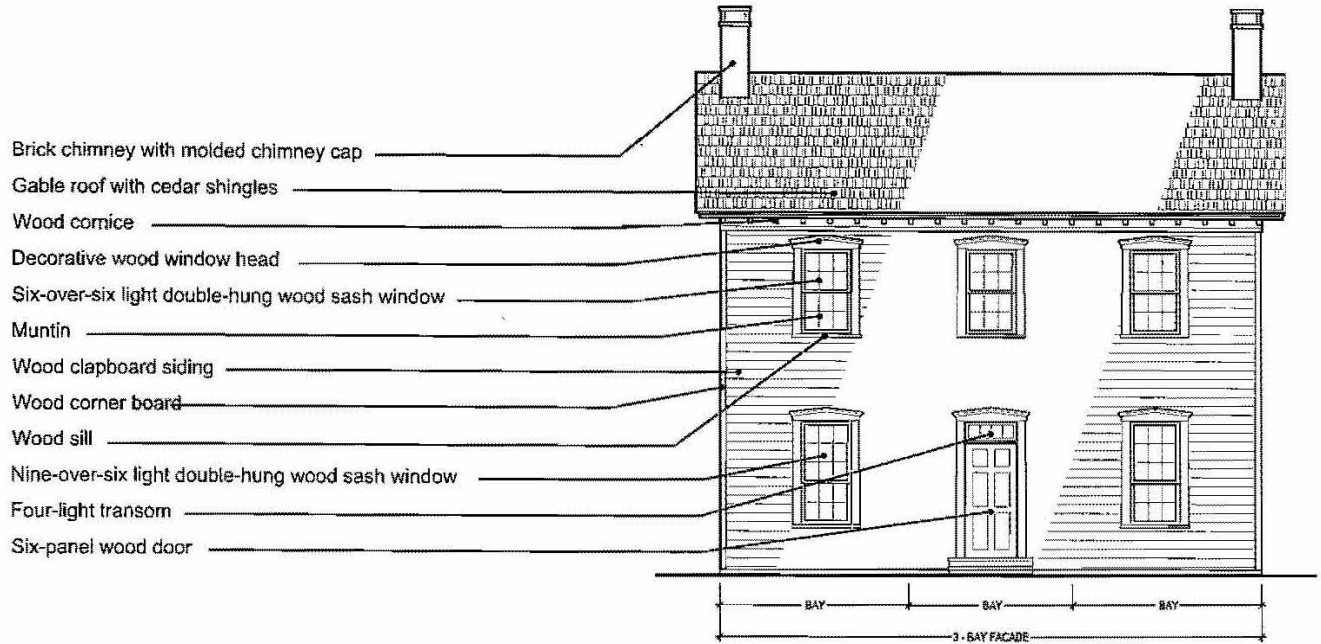 Brick chimney with molded chimney cap
Gable roof with cedar shingles
Wood cornice
Decorative wood window head
Six-over-six light double-hung wood sash window
Muntin
Wood clapboard siding
Wood corner board
Wood sill
Nine-over-six light double-hung wood sash window
Four-light transom
Six-panel wood door
BAY BAY BAY
3 - BAY FACADE